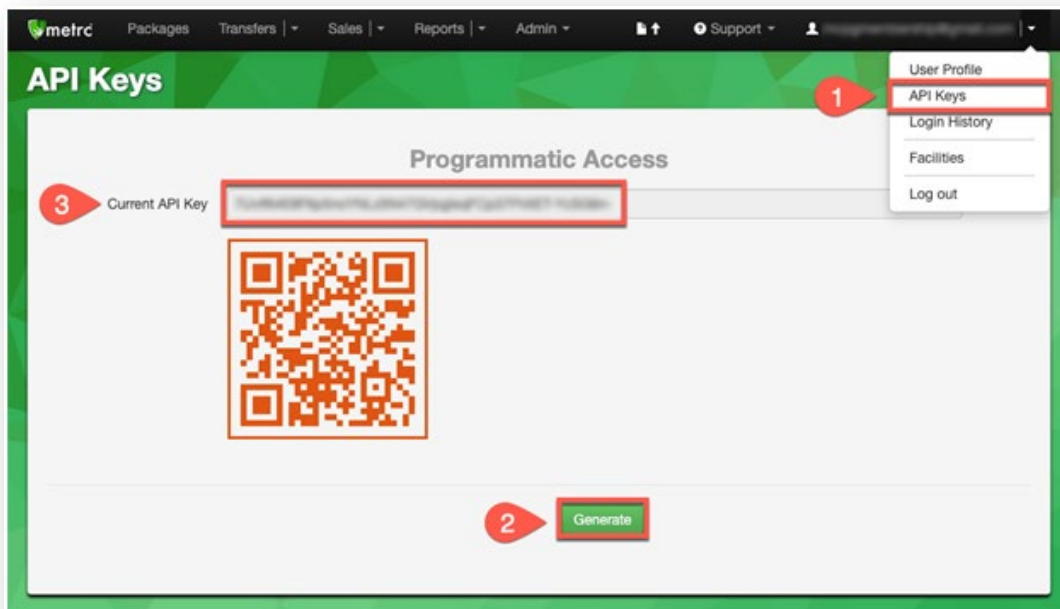 metrc Packages Transfers Sales Reports Admin Support
API Keys
User Profile
1 API Keys
Login History
Facilities
Log out
Programmatic Access
3 Current API Key
2 Generate